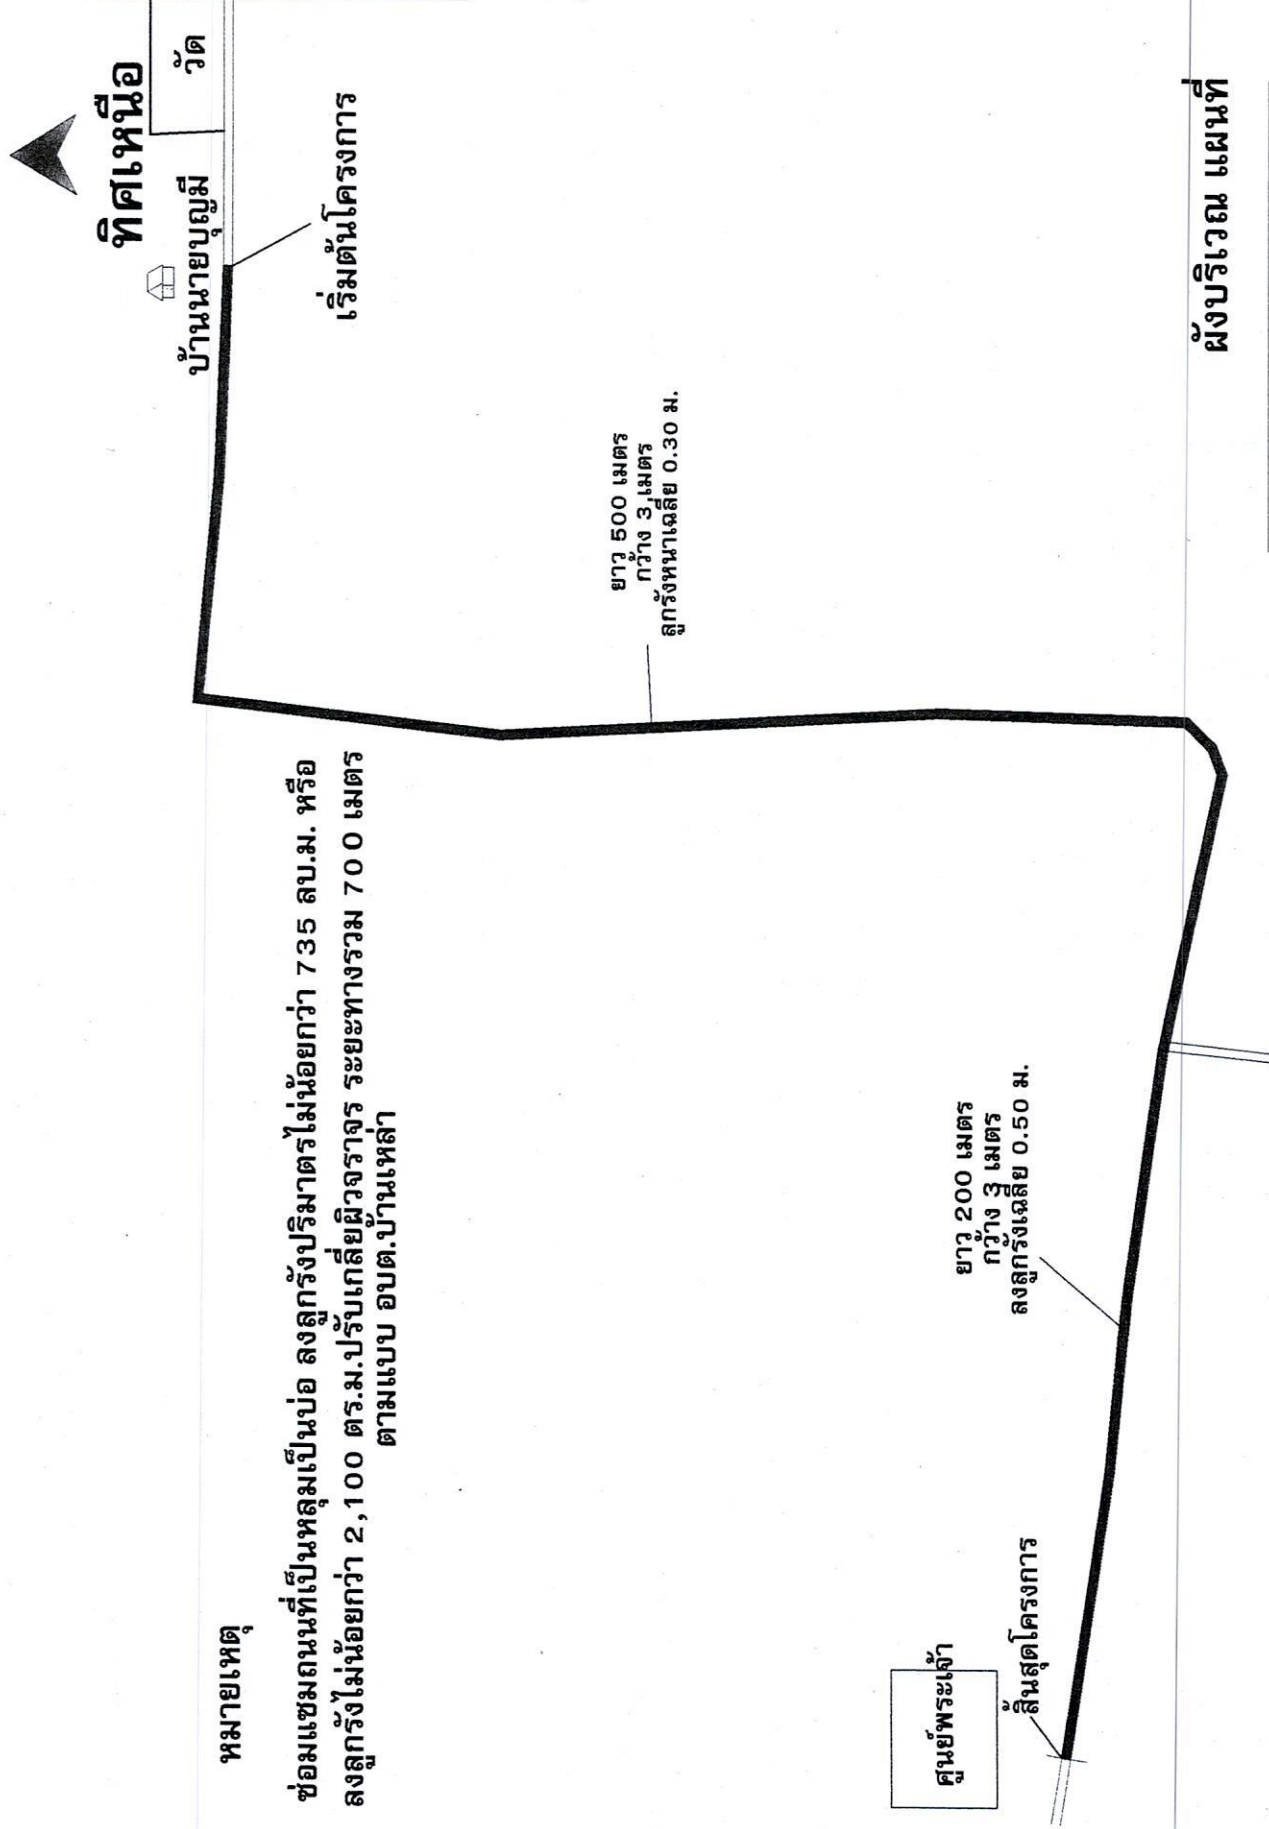 ทิศเหนือ
วัด
บ้านนายบุญมี
เริ่มต้นโครงการ
ยาว 500 เมตร
กว้าง 3 เมตร
ลูกรังหนาเฉลี่ย 0.30 ม.
หมายเหตุ
ซ่อมแซมถนนที่เป็นหลุมเป็นบ่อ ลงลูกรังปริมาตรไม่น้อยกว่า 735 ลบ.ม. หรือ
ลงลูกรังไม่น้อยกว่า 2,100 ตร.ม.ปรับเกลี่ยผิวจราจร ระยะทางรวม 700 เมตร
ตามแบบ อบต.บ้านเหล่า
ยาว 200 เมตร
กว้าง 3 เมตร
ลงลูกรังเฉลี่ย 0.50 ม.
ศูนย์พระเจ้า
สิ้นสุดโครงการ
ผังบริเวณ แผนที่